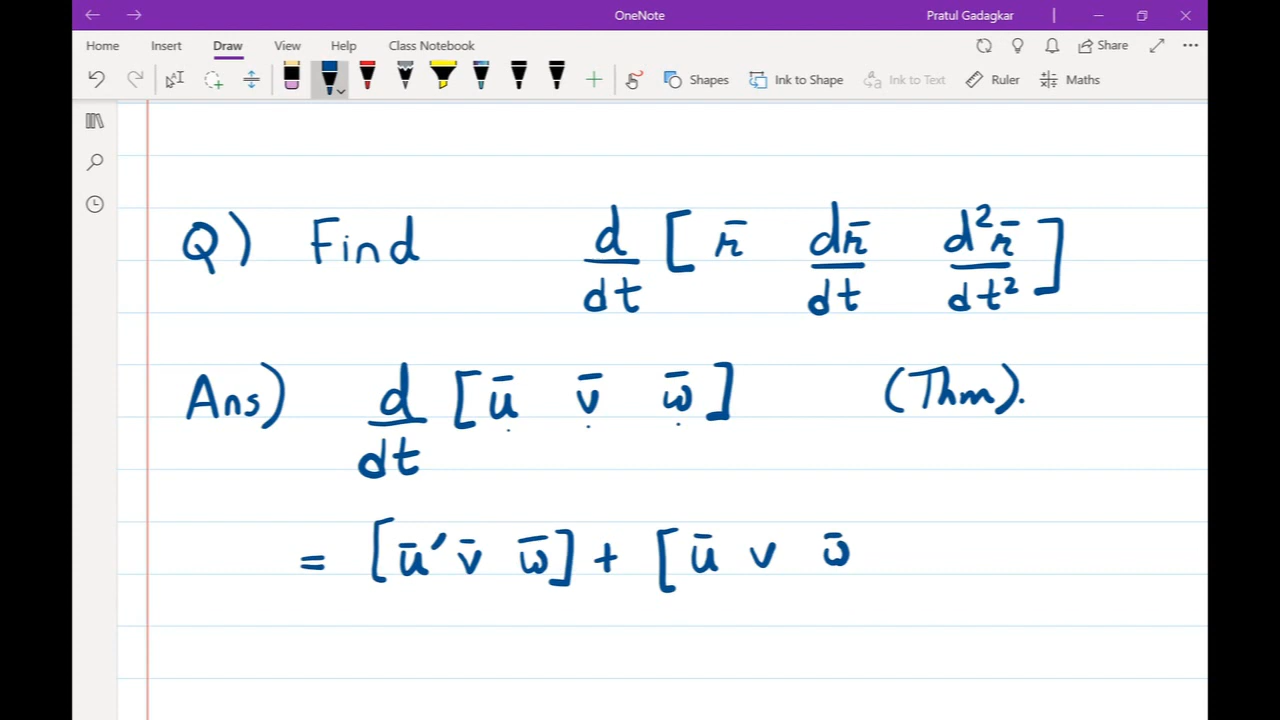 OneNote
Pratul Gadagkar
Home Insert Draw View Help Class Notebook
Share
Shapes Ink to Shape Ink to Text Ruler Maths
Q) Find d/dt [ r̄ dr̄/dt d²r̄/dt² ]
Ans) d/dt [ ū v̄ w̄ ] (Thm).
= [ ū′ v̄ w̄ ] + [ ū v w̄